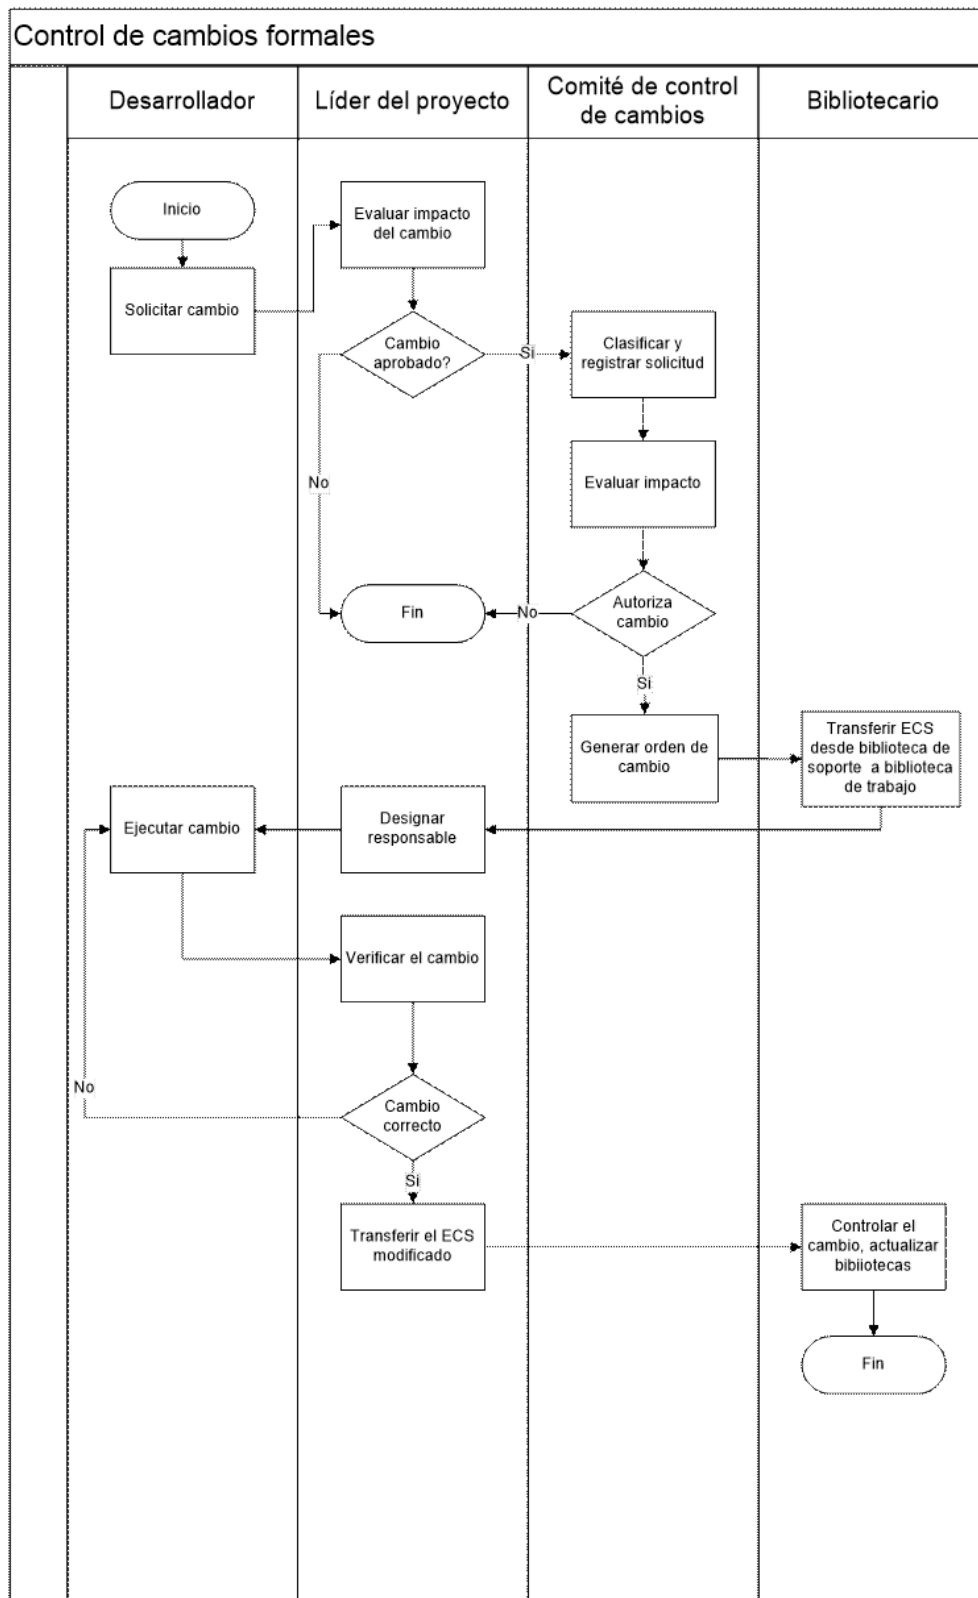 Control de cambios formales
Desarrollador
Líder del proyecto
Comité de control
de cambios
Bibliotecario
Inicio
Evaluar impacto
del cambio
Solicitar cambio
Cambio
aprobado?
Si
Clasificar y
registrar solicitud
No
Evaluar impacto
Fin
No
Autoriza
cambio
Si
Generar orden de
cambio
Transferir ECS
desde biblioteca de
soporte a biblioteca
de trabajo
Ejecutar cambio
Designar
responsable
Verificar el cambio
No
Cambio
correcto
Si
Transferir el ECS
modificado
Controlar el
cambio, actualizar
bibiiotecas
Fin